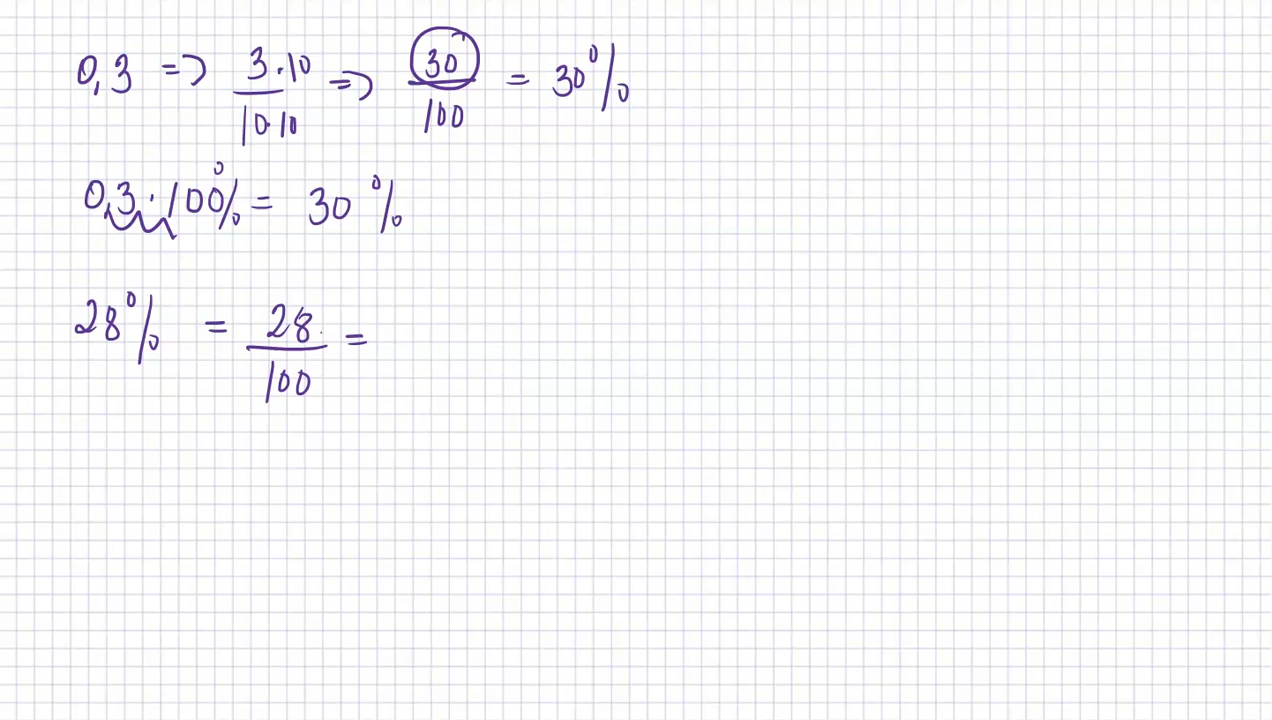 0,3 => 3·10/10·10 => 30/100 = 30%
0,3·100% = 30%
28% = 28/100 =